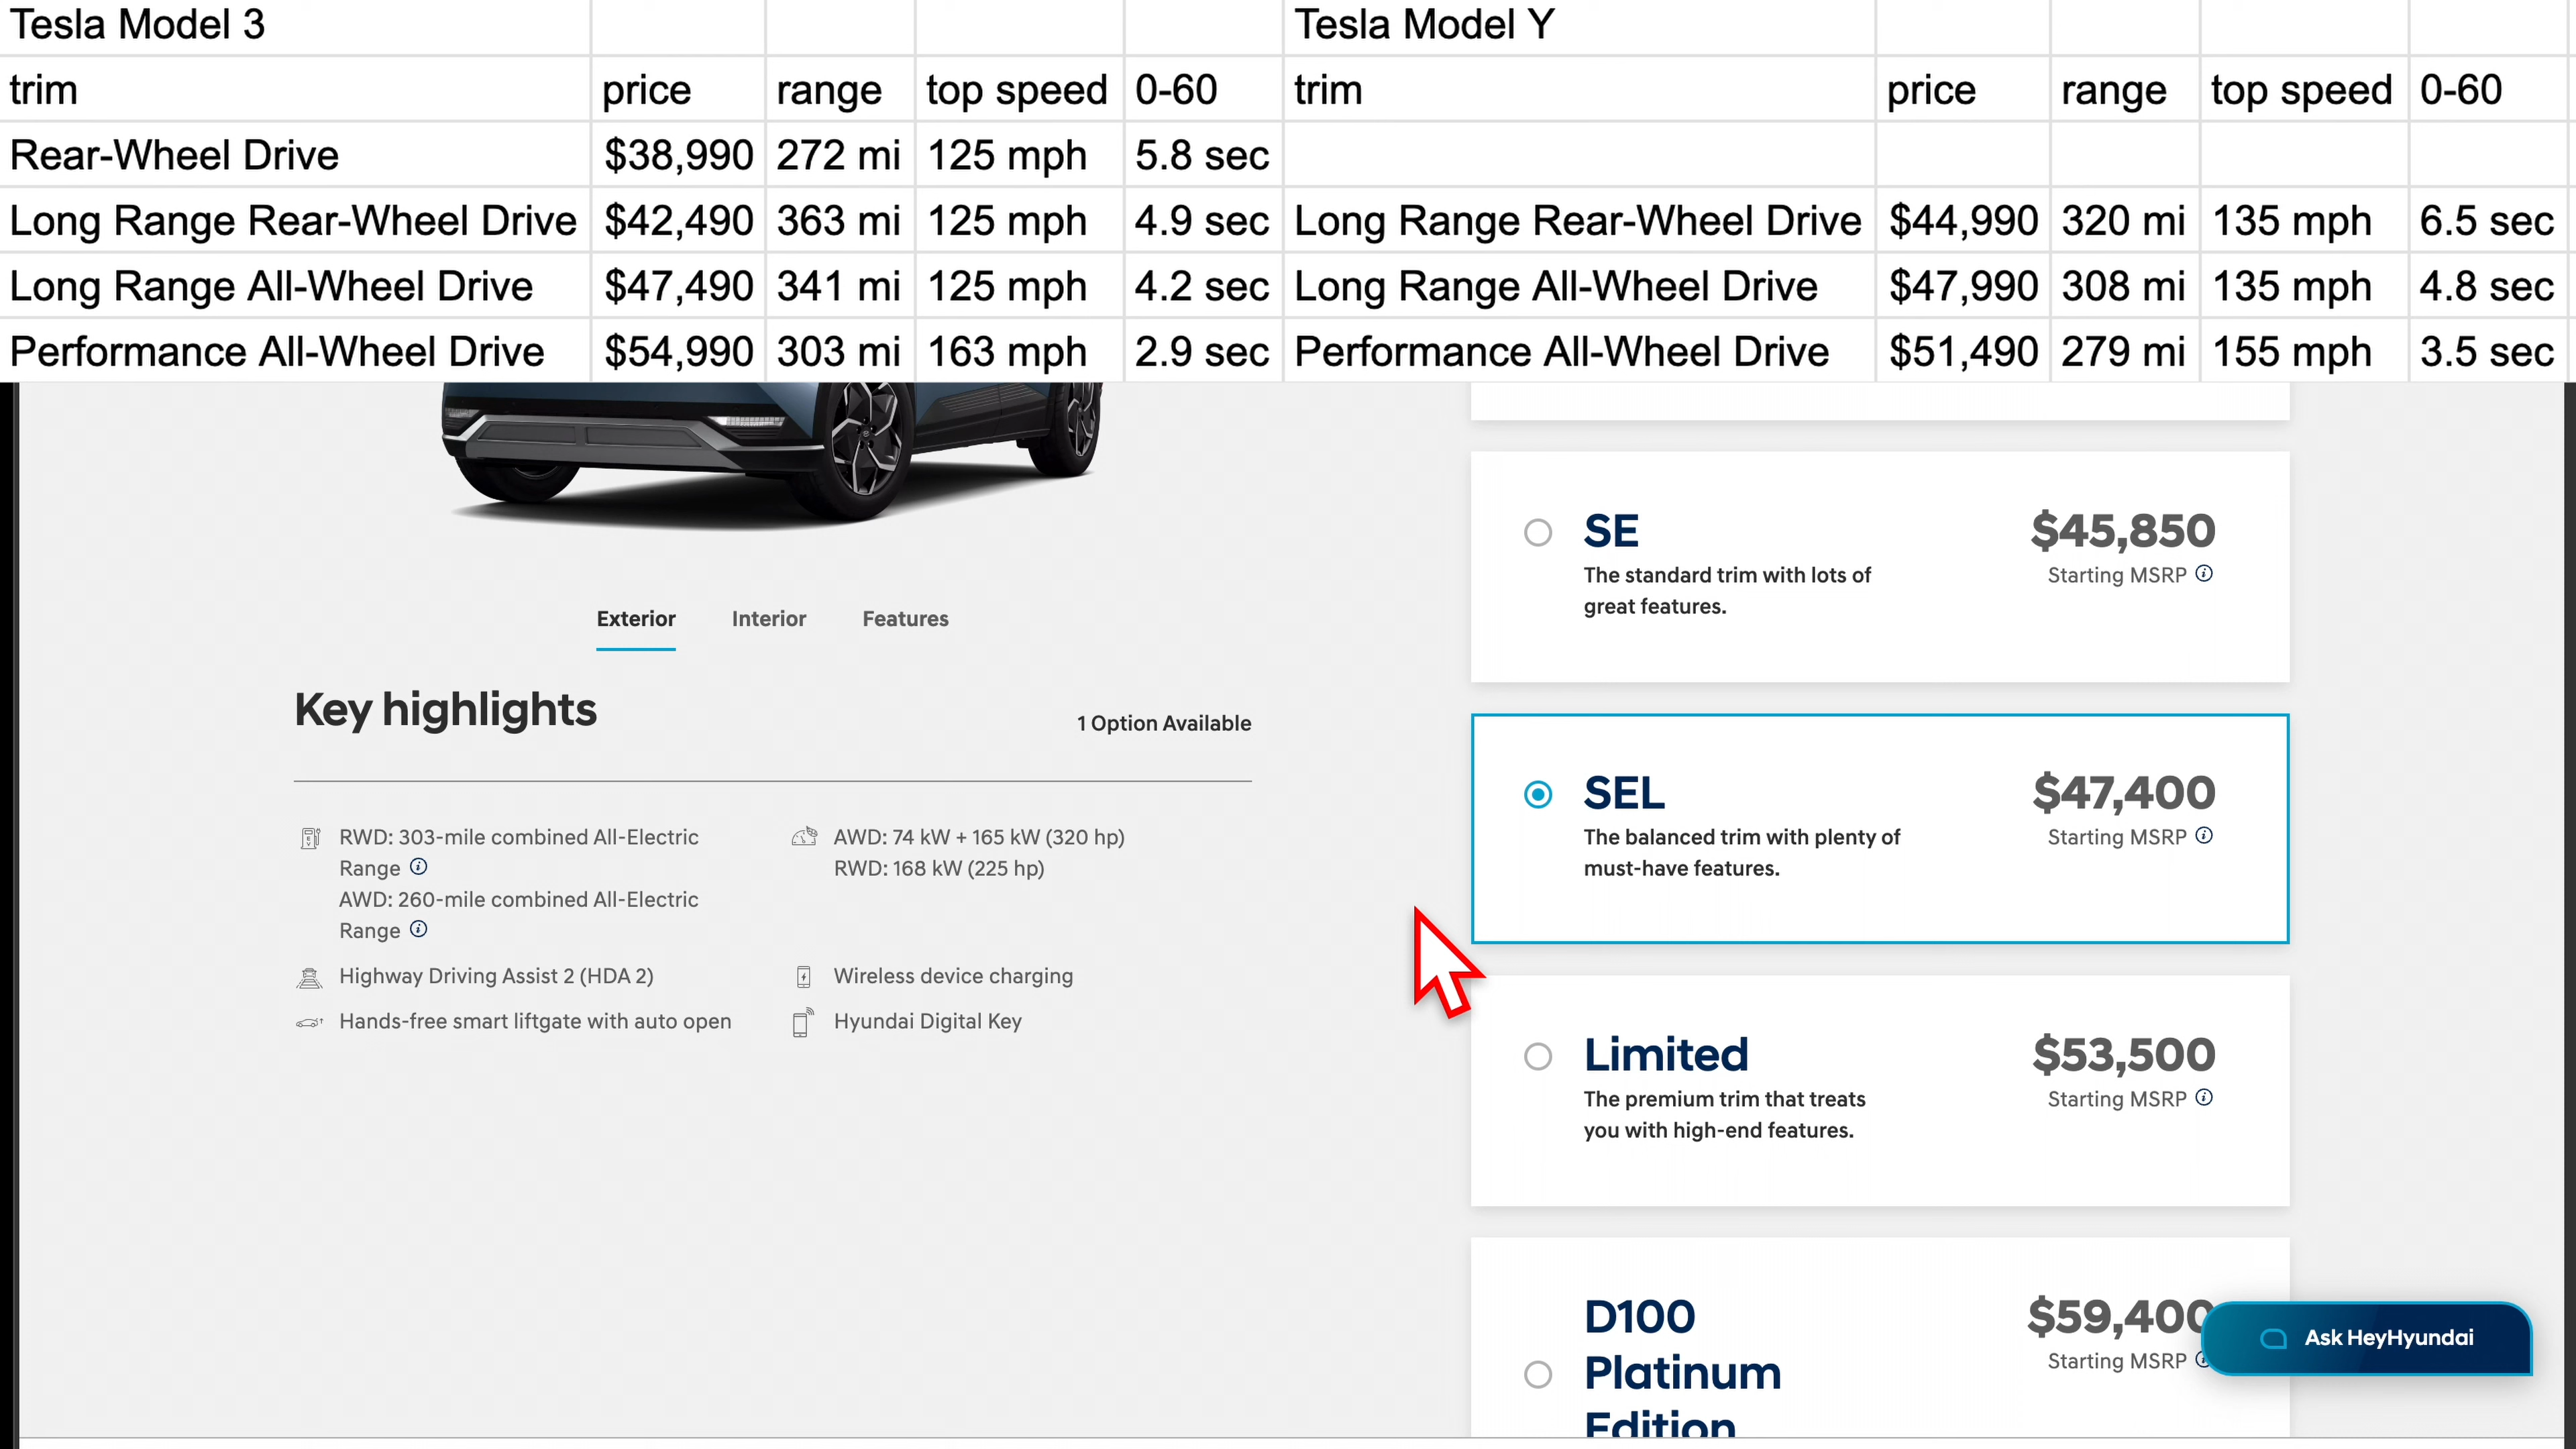 Tesla Model 3 Tesla Model Y
trim price range top speed 0-60 trim price range top speed 0-60
Rear-Wheel Drive $38,990 272 mi 125 mph 5.8 sec
Long Range Rear-Wheel Drive $42,490 363 mi 125 mph 4.9 sec Long Range Rear-Wheel Drive $44,990 320 mi 135 mph 6.5 sec
Long Range All-Wheel Drive $47,490 341 mi 125 mph 4.2 sec Long Range All-Wheel Drive $47,990 308 mi 135 mph 4.8 sec
Performance All-Wheel Drive $54,990 303 mi 163 mph 2.9 sec Performance All-Wheel Drive $51,490 279 mi 155 mph 3.5 sec
Exterior Interior Features
Key highlights
1 Option Available
RWD: 303-mile combined All-Electric
Range
AWD: 260-mile combined All-Electric
Range
AWD: 74 kW + 165 kW (320 hp)
RWD: 168 kW (225 hp)
Highway Driving Assist 2 (HDA 2)
Wireless device charging
Hands-free smart liftgate with auto open
Hyundai Digital Key
SE $45,850
The standard trim with lots of
great features.
Starting MSRP
SEL $47,400
The balanced trim with plenty of
must-have features.
Starting MSRP
Limited $53,500
The premium trim that treats
you with high-end features.
Starting MSRP
D100
Platinum
Edition
$59,400
Starting MSRP
Ask HeyHyundai